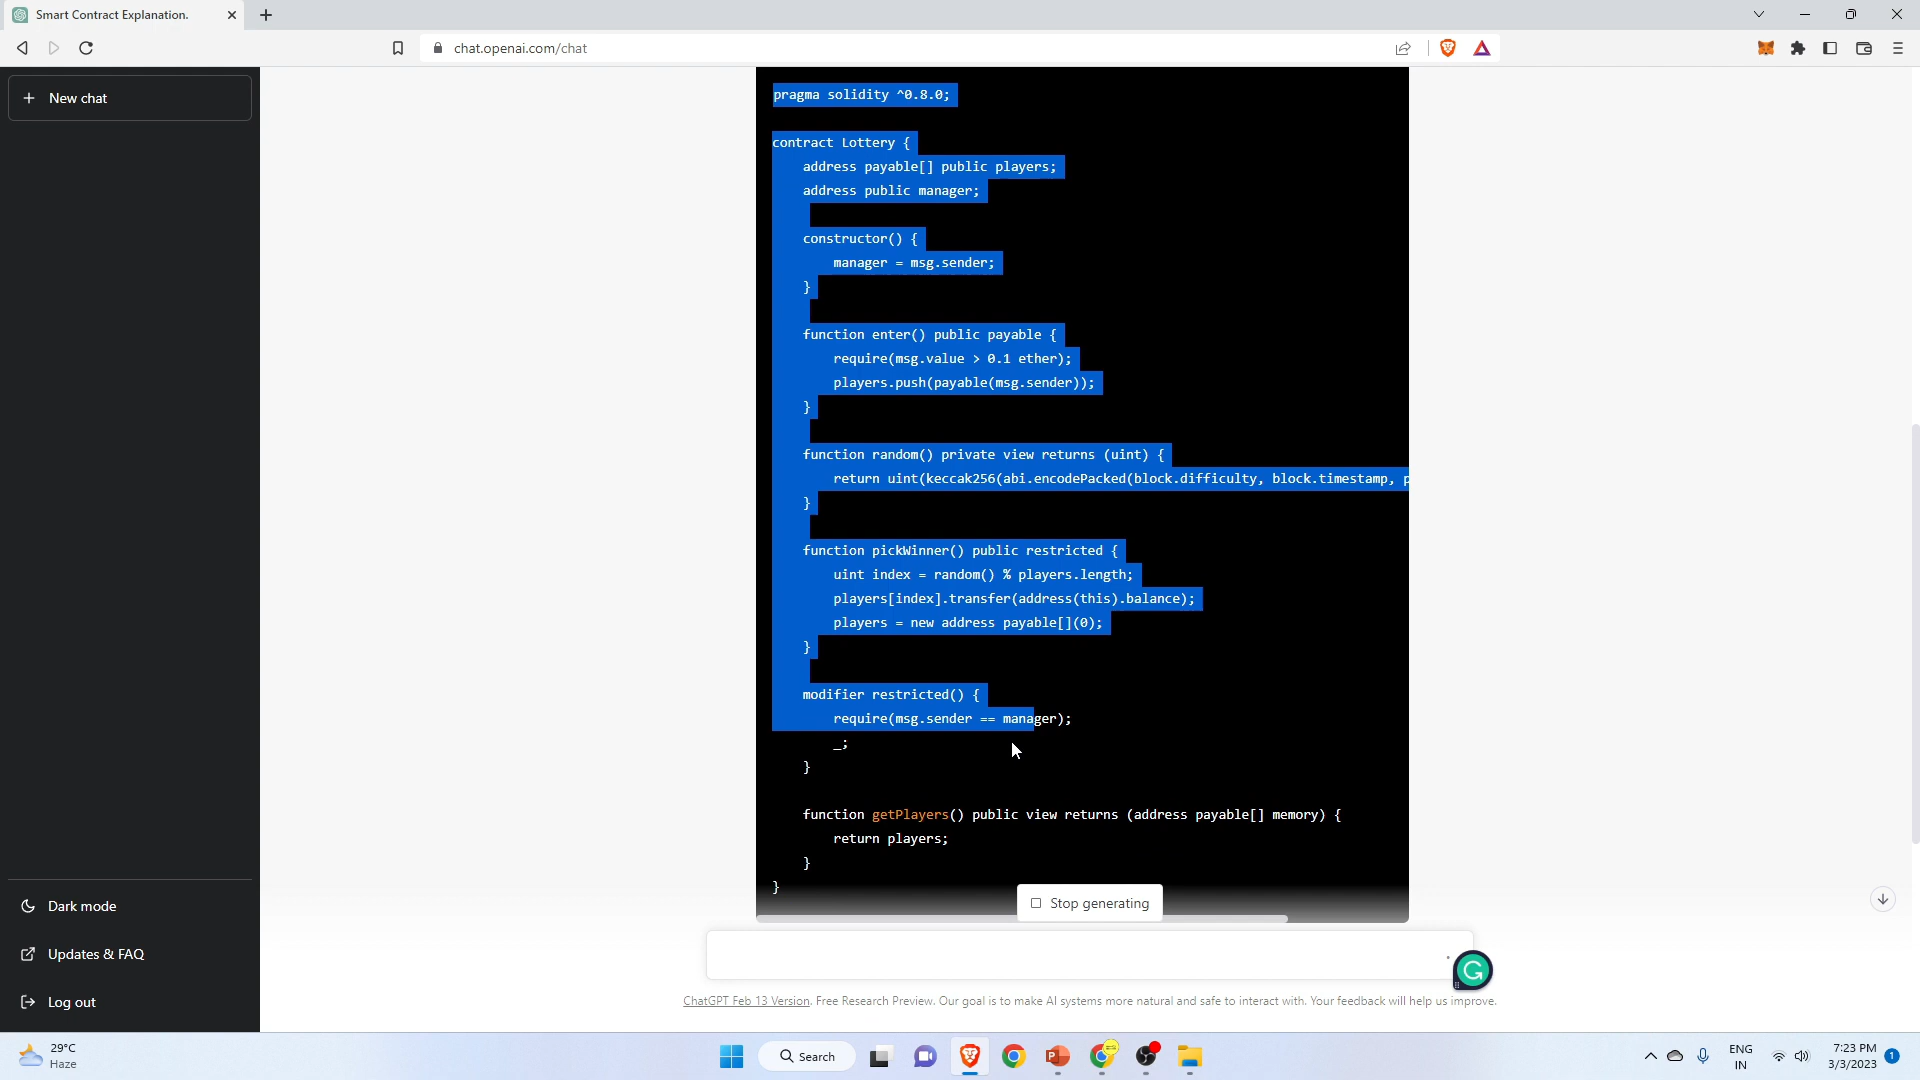 Smart Contract Explanation.
chat.openai.com/chat
New chat
pragma solidity ^0.8.0;
contract Lottery {
address payable[] public players;
address public manager;
constructor() {
manager = msg.sender;
}
function enter() public payable {
require(msg.value > 0.1 ether);
players.push(payable(msg.sender));
}
function random() private view returns (uint) {
return uint(keccak256(abi.encodePacked(block.difficulty, block.timestamp, p
}
function pickWinner() public restricted {
uint index = random() % players.length;
players[index].transfer(address(this).balance);
players = new address payable[](0);
}
modifier restricted() {
require(msg.sender == manager);
_;
}
function getPlayers() public view returns (address payable[] memory) {
return players;
}
}
Stop generating
Dark mode
Updates & FAQ
Log out
ChatGPT Feb 13 Version. Free Research Preview. Our goal is to make AI systems more natural and safe to interact with. Your feedback will help us improve.
29°C
Haze
Search
ENG
IN
7:23 PM
3/3/2023
1